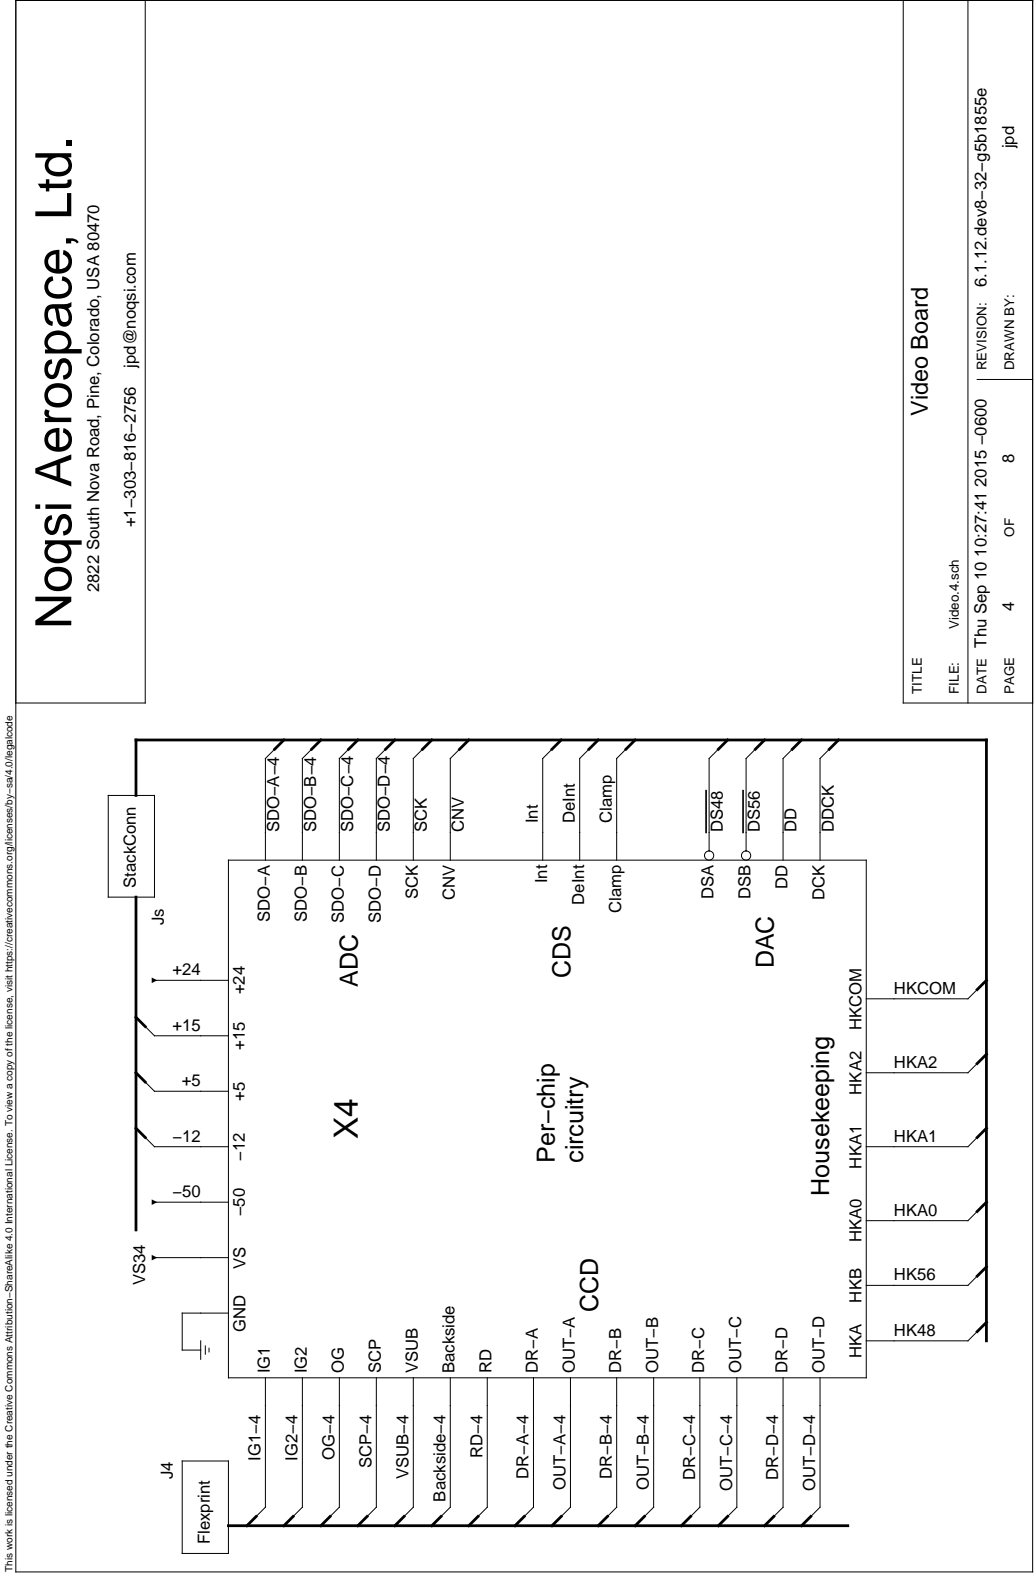 This work is licensed under the Creative Commons Attribution−ShareAlike 4.0 International License. To view a copy of the license, visit https://creativecommons.org/licenses/by−sa/4.0/legalcode
Noqsi Aerospace, Ltd.
2822 South Nova Road, Pine, Colorado, USA 80470
+1−303−816−2756 jpd@noqsi.com
J4
Flexprint
StackConn
Js
VS34
−50
−12
+5
+15
+24
GND
VS
−50
−12
+5
+15
+24
IG1−4
IG2−4
OG−4
SCP−4
VSUB−4
Backside−4
RD−4
DR−A−4
OUT−A−4
DR−B−4
OUT−B−4
DR−C−4
OUT−C−4
DR−D−4
OUT−D−4
IG1
IG2
OG
SCP
VSUB
Backside
RD
DR−A
OUT−A
DR−B
OUT−B
DR−C
OUT−C
DR−D
OUT−D
X4
Per−chip
circuitry
CCD
ADC
CDS
DAC
Housekeeping
SDO−A
SDO−B
SDO−C
SDO−D
SCK
CNV
Int
DeInt
Clamp
DSA
DSB
DD
DCK
SDO−A−4
SDO−B−4
SDO−C−4
SDO−D−4
SCK
CNV
Int
DeInt
Clamp
DS48
DS56
DD
DDCK
HKA
HKB
HKA0
HKA1
HKA2
HKCOM
HK48
HK56
HKA0
HKA1
HKA2
HKCOM
TITLE
Video Board
FILE: Video.4.sch
DATE Thu Sep 10 10:27:41 2015 −0600
REVISION: 6.1.12.dev8−32−g5b1855e
PAGE 4 OF 8
DRAWN BY: jpd